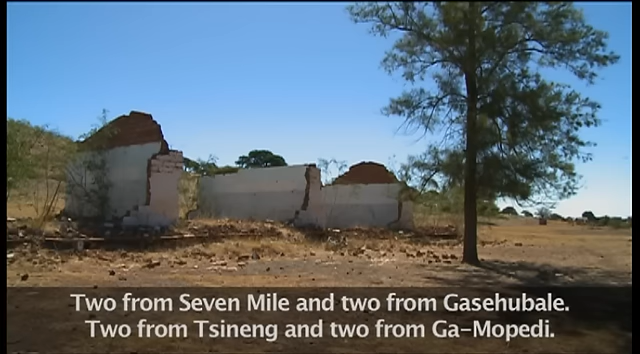 Two from Seven Mile and two from Gasehubale.
Two from Tsineng and two from Ga-Mopedi.